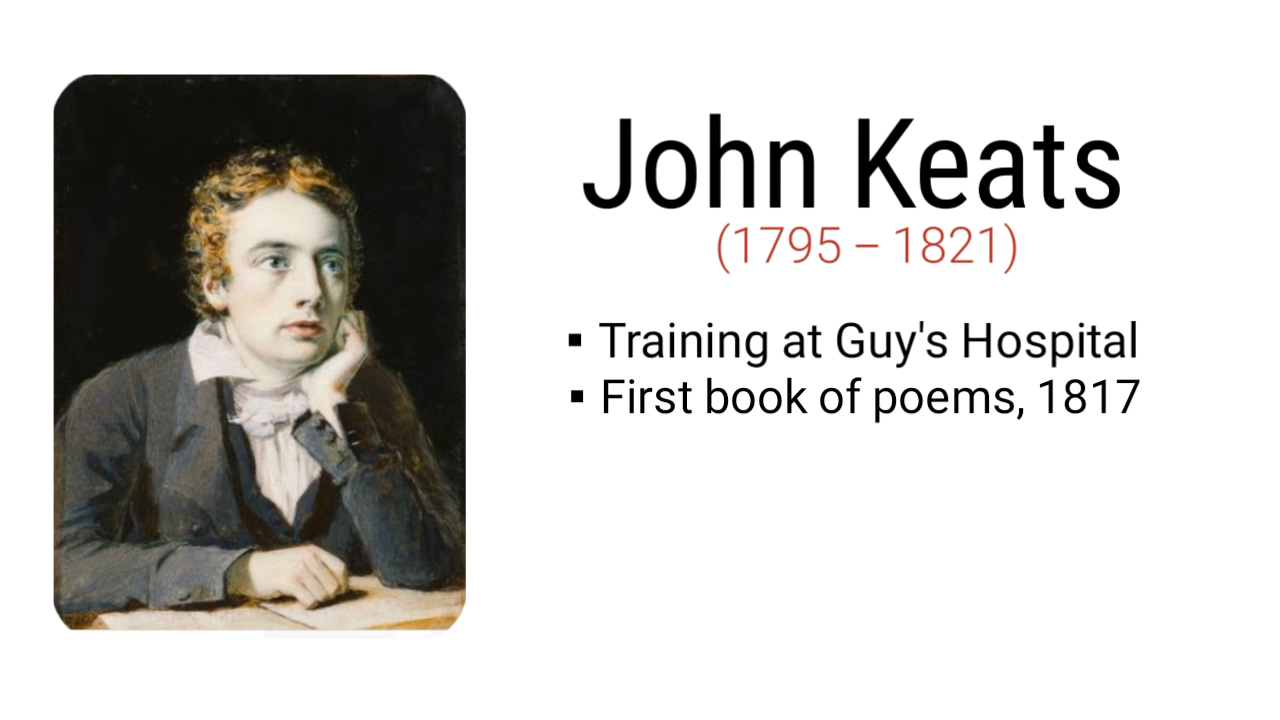 John Keats
(1795 – 1821)
▪ Training at Guy's Hospital
▪ First book of poems, 1817